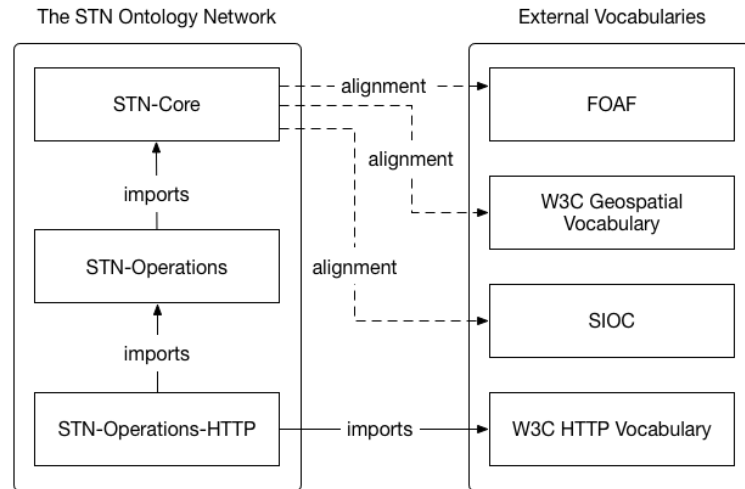 The STN Ontology Network
External Vocabularies
STN-Core
alignment
FOAF
alignment
imports
W3C Geospatial
Vocabulary
STN-Operations
alignment
SIOC
imports
STN-Operations-HTTP
imports
W3C HTTP Vocabulary